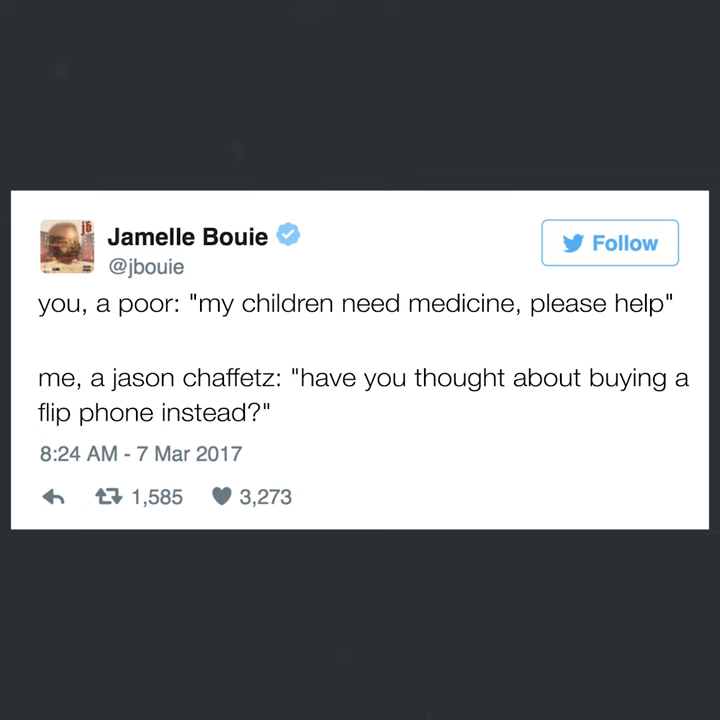 jb
Jamelle Bouie
Follow
@jbouie
you, a poor: "my children need medicine, please help"
me, a jason chaffetz: "have you thought about buying a
flip phone instead?"
8:24 AM - 7 Mar 2017
1,585 3,273